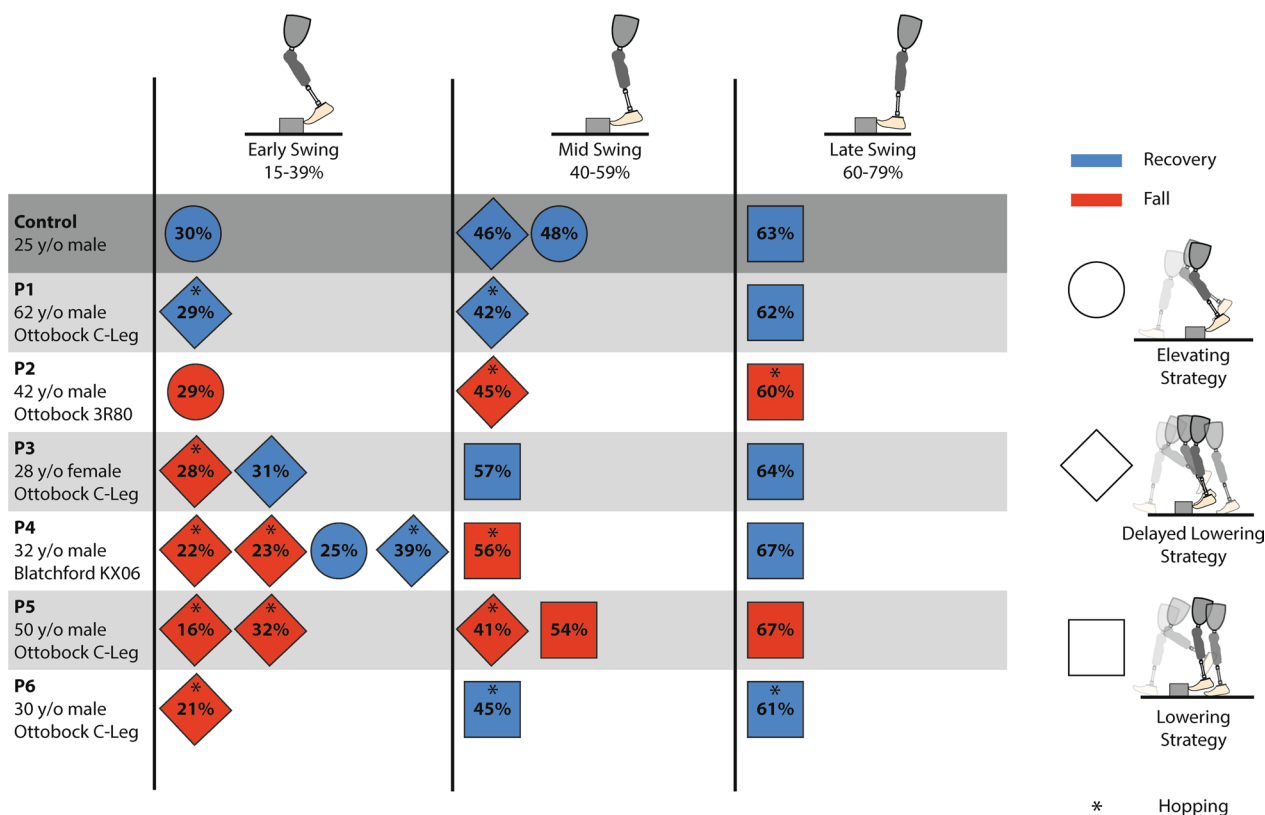 Early Swing
15-39%
Mid Swing
40-59%
Late Swing
60-79%
Control
25 y/o male
30%
46%
48%
63%
P1
62 y/o male
Ottobock C-Leg
*
29%
*
42%
62%
P2
42 y/o male
Ottobock 3R80
29%
*
45%
*
60%
P3
28 y/o female
Ottobock C-Leg
*
28%
31%
57%
64%
P4
32 y/o male
Blatchford KX06
*
22%
*
23%
25%
*
39%
*
56%
67%
P5
50 y/o male
Ottobock C-Leg
*
16%
*
32%
*
41%
54%
67%
P6
30 y/o male
Ottobock C-Leg
*
21%
*
45%
*
61%
Recovery
Fall
Elevating
Strategy
Delayed Lowering
Strategy
Lowering
Strategy
* Hopping